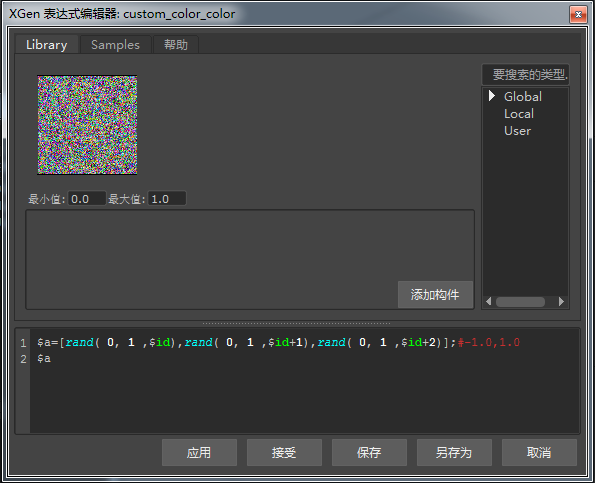 XGen 表达式编辑器: custom_color_color
Library Samples 帮助
要搜索的类型.
Global
Local
User
最小值: 0.0 最大值: 1.0
添加构件
1 $a=[rand( 0, 1 ,$id),rand( 0, 1 ,$id+1),rand( 0, 1 ,$id+2)];#-1.0,1.0
2 $a
应用 接受 保存 另存为 取消